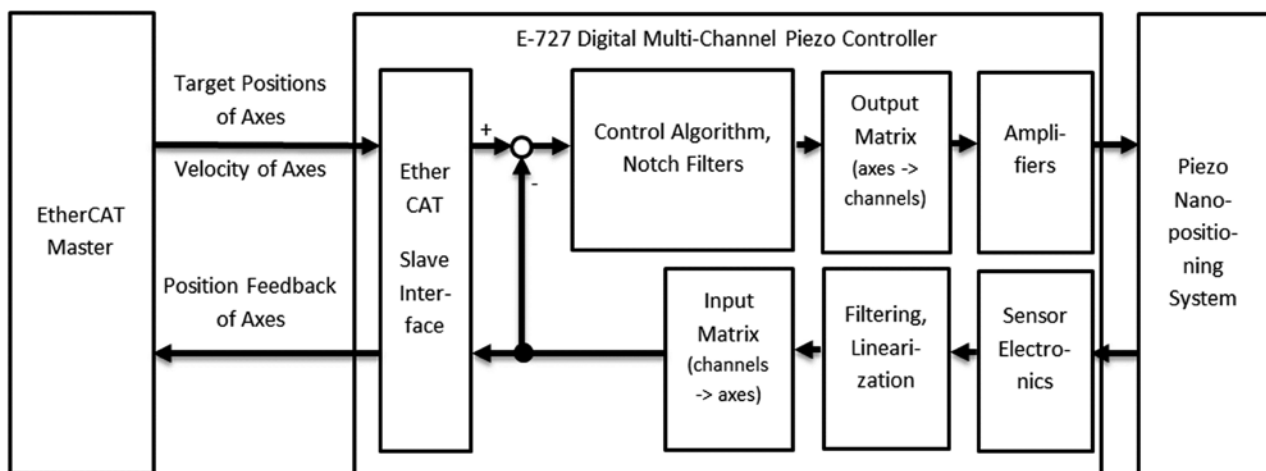 E-727 Digital Multi-Channel Piezo Controller
EtherCAT
Master
Target Positions
of Axes
Velocity of Axes
Position Feedback
of Axes
Ether
CAT
Slave
Inter-
face
+
-
Control Algorithm,
Notch Filters
Output
Matrix
(axes ->
channels)
Ampli-
fiers
Piezo
Nano-
positio-
ning
System
Input
Matrix
(channels
-> axes)
Filtering,
Lineari-
zation
Sensor
Electro-
nics